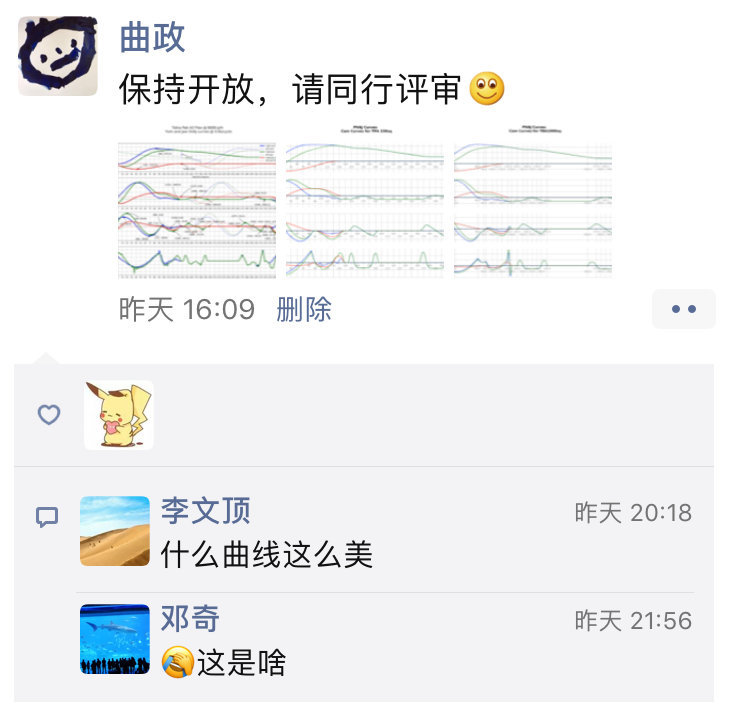 曲政
保持开放，请同行评审
昨天 16:09 删除
李文顶 昨天 20:18
什么曲线这么美
邓奇 昨天 21:56
这是啥